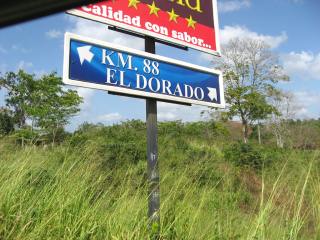 calidad con sabor...
KM. 88
EL DORADO